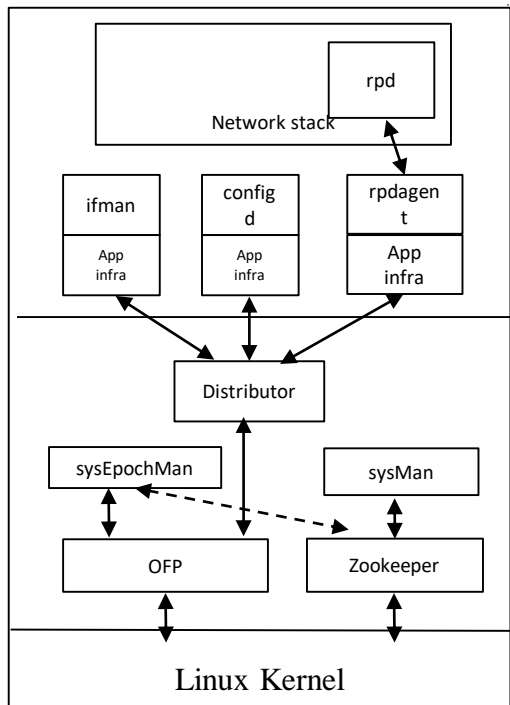 rpd
Network stack
ifman
config
d
rpdagen
t
App
infra
App
infra
App
infra
Distributor
sysEpochMan
sysMan
OFP
Zookeeper
Linux Kernel